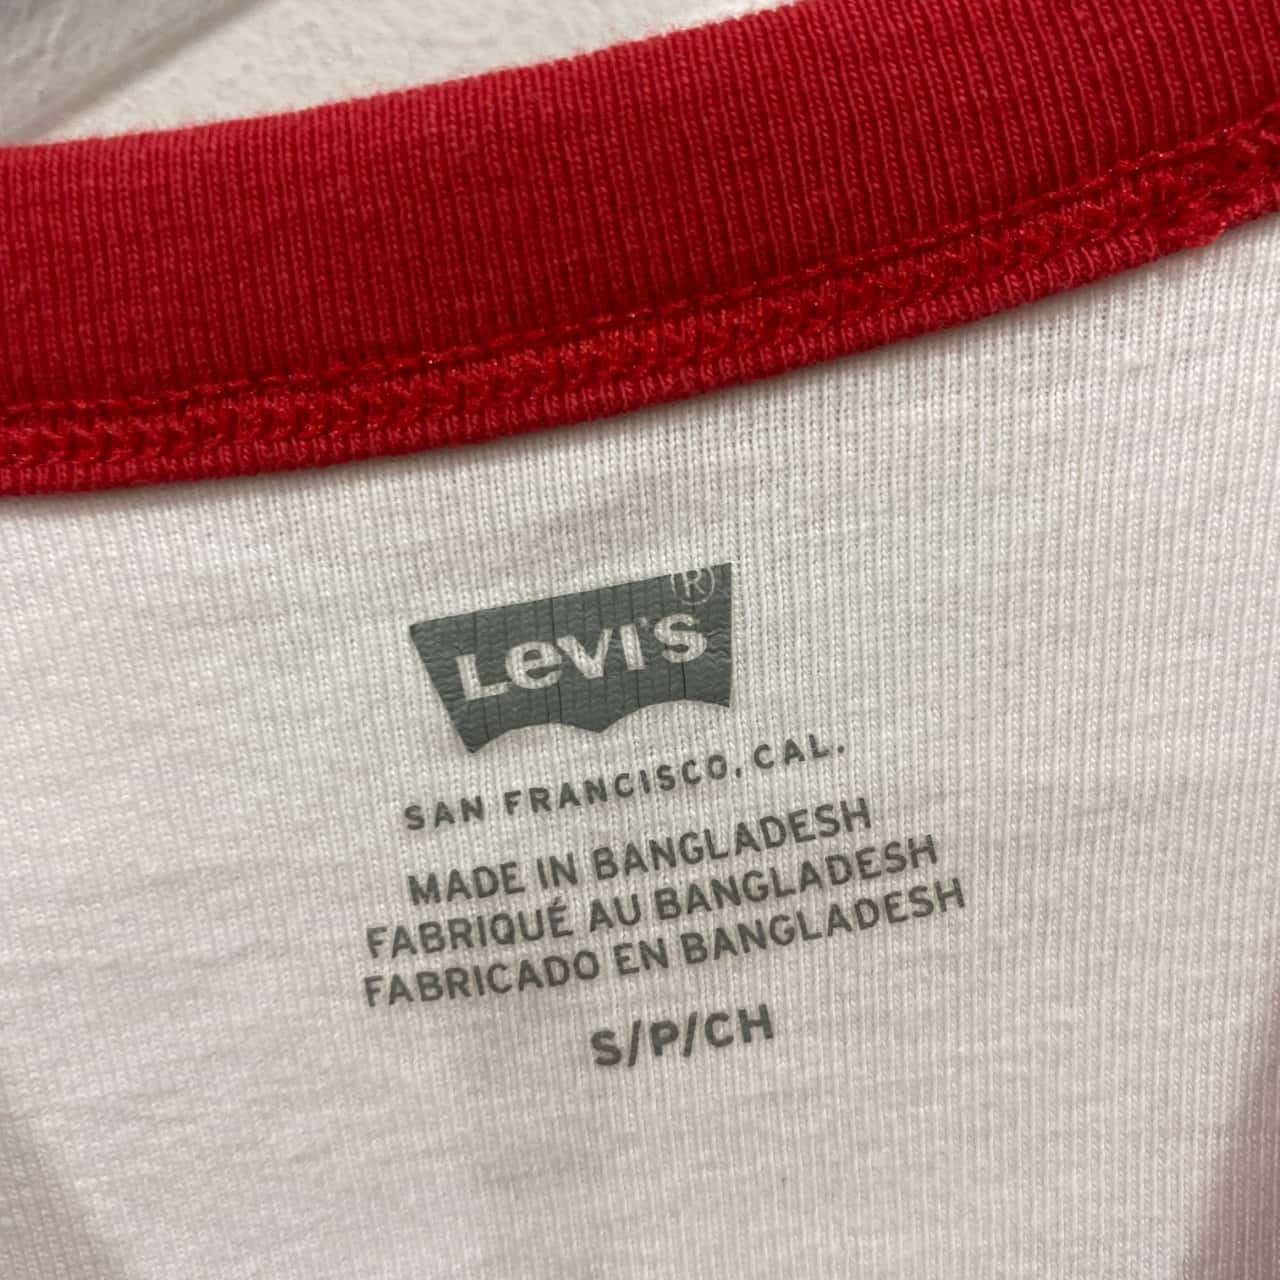 Levi's®
SAN FRANCISCO, CAL.
MADE IN BANGLADESH
FABRIQUÉ AU BANGLADESH
FABRICADO EN BANGLADESH
S/P/CH